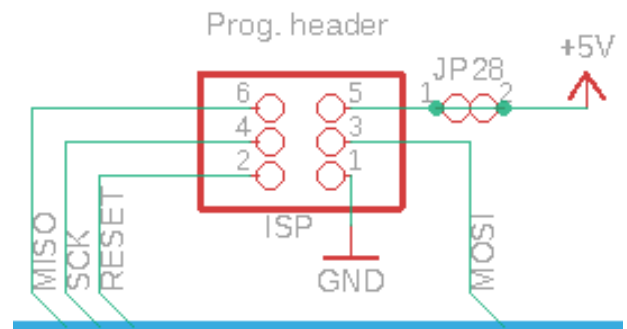 Prog. header
+5V
JP28
6 5 1 2
4 3
2 1
ISP
GND
MISO
SCK
RESET
MOSI